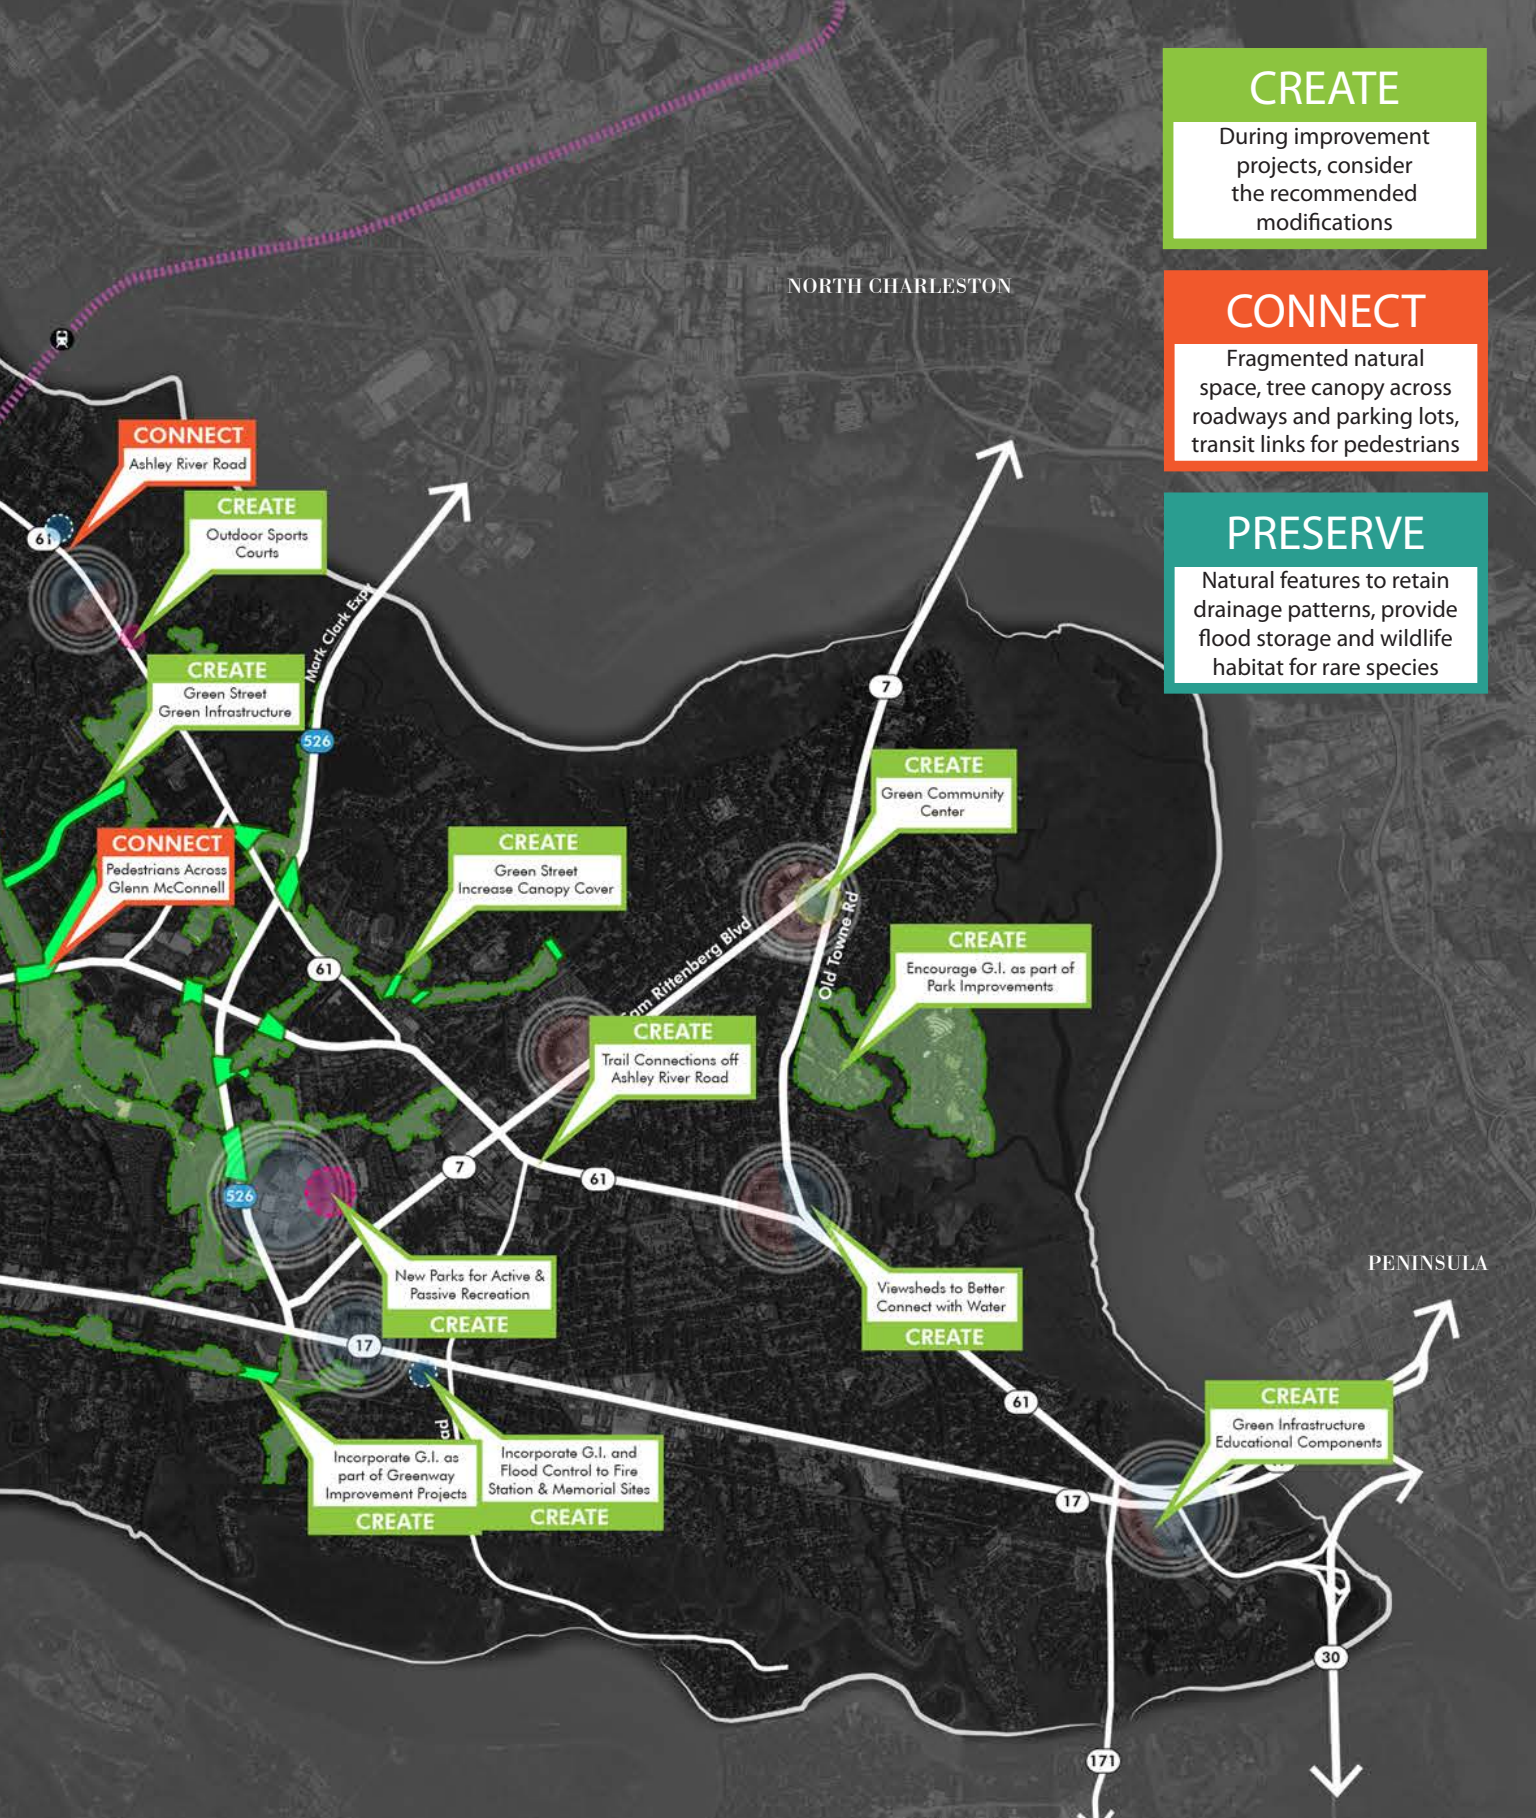 CREATE
During improvement
projects, consider
the recommended
modifications
CONNECT
Fragmented natural
space, tree canopy across
roadways and parking lots,
transit links for pedestrians
PRESERVE
Natural features to retain
drainage patterns, provide
flood storage and wildlife
habitat for rare species
NORTH CHARLESTON
CONNECT
Ashley River Road
61
CREATE
Outdoor Sports
Courts
Mark Clark Expy
CREATE
Green Street
Green Infrastructure
526
7
CREATE
Green Community
Center
CONNECT
Pedestrians Across
Glenn McConnell
CREATE
Green Street
Increase Canopy Cover
61
Sam Rittenberg Blvd
Old Towne Rd
CREATE
Encourage G.I. as part of
Park Improvements
CREATE
Trail Connections off
Ashley River Road
7
61
526
New Parks for Active &
Passive Recreation
CREATE
Viewsheds to Better
Connect with Water
CREATE
PENINSULA
17
61
CREATE
Green Infrastructure
Educational Components
ad
Incorporate G.I. as
part of Greenway
Improvement Projects
CREATE
Incorporate G.I. and
Flood Control to Fire
Station & Memorial Sites
CREATE
17
30
171